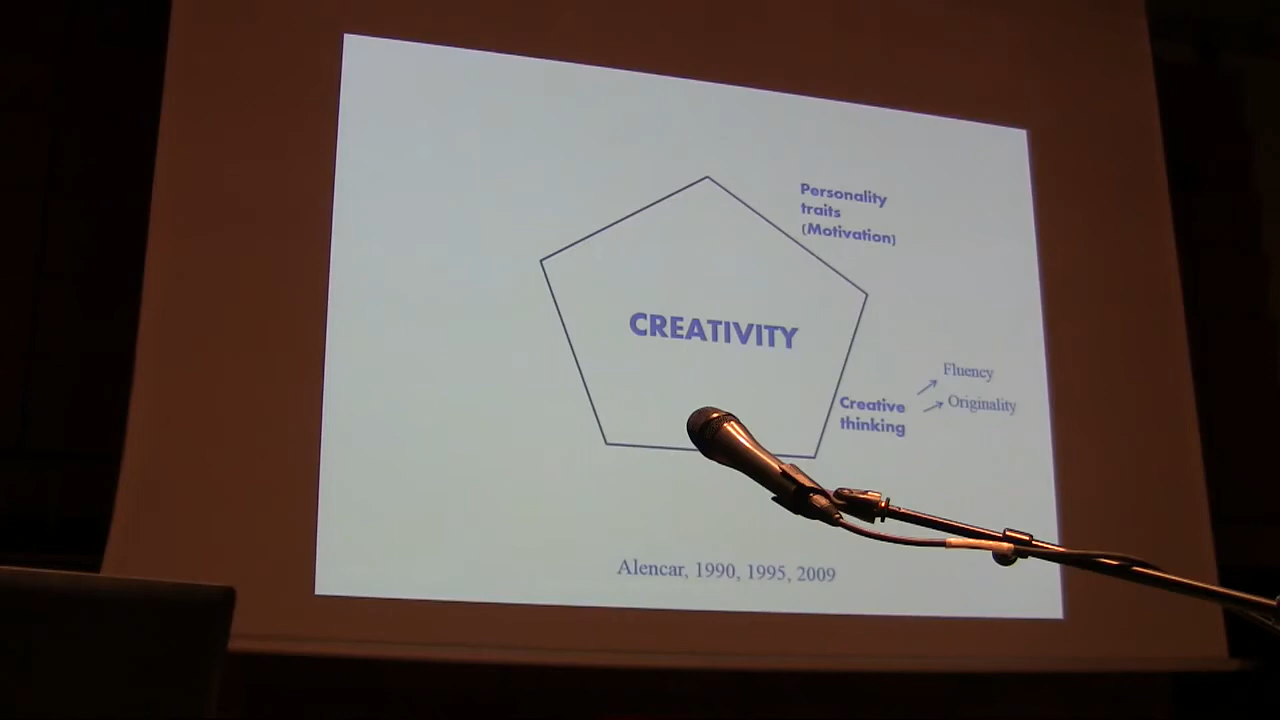 Personality
traits
(Motivation)
CREATIVITY
Creative
thinking
Fluency
Originality
Alencar, 1990, 1995, 2009